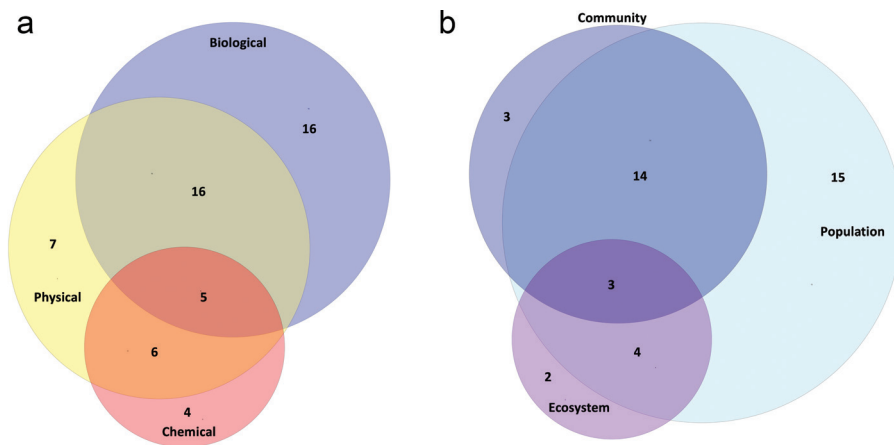 a
Biological
16
16
7
Physical
5
6
4
Chemical
b
Community
3
14
15
Population
3
4
2
Ecosystem